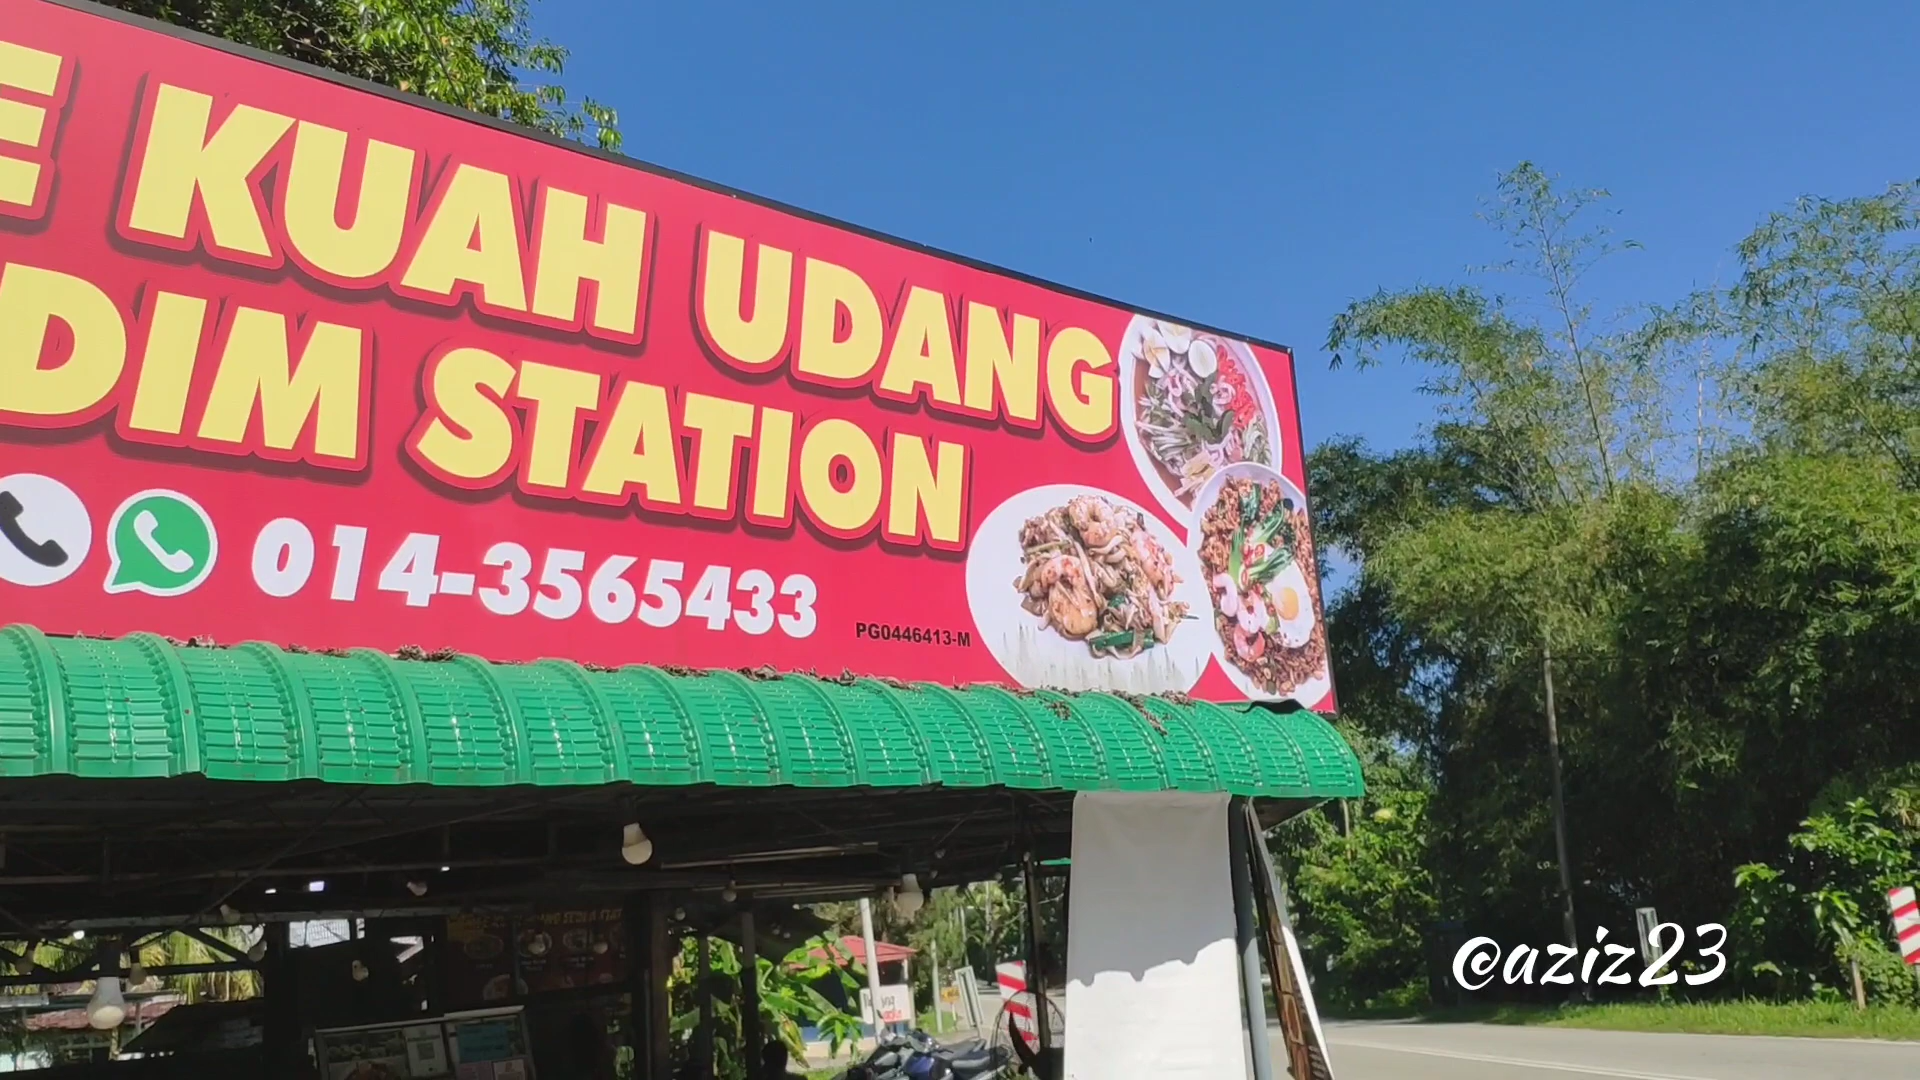 E KUAH UDANG
DIM STATION
014-3565433
PG0446413-M
@aziz23